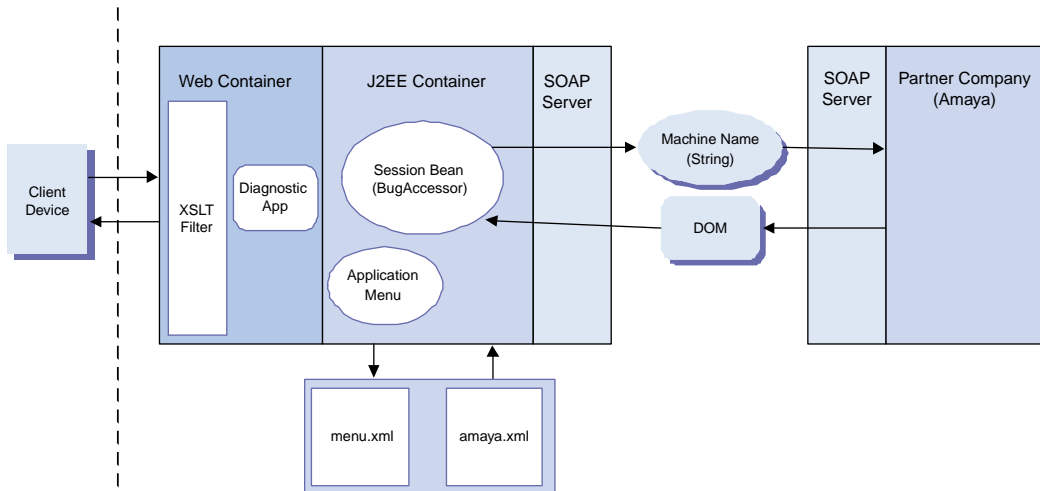 Web Container
J2EE Container
SOAP
Server
SOAP
Server
Partner Company
(Amaya)
Client
Device
XSLT
Filter
Diagnostic
App
Session Bean
(BugAccessor)
Machine Name
(String)
DOM
Application
Menu
menu.xml
amaya.xml